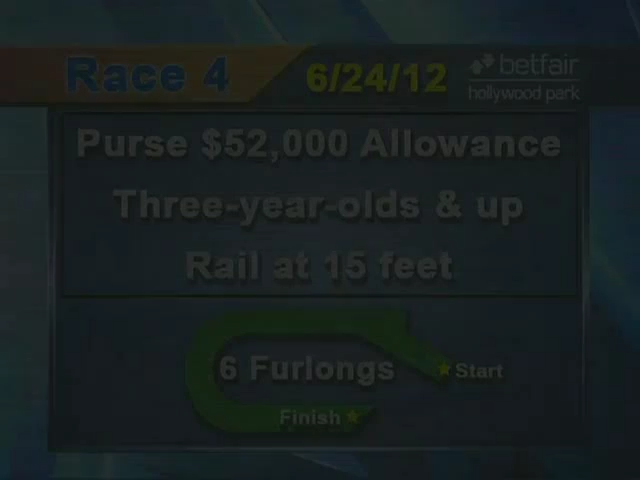 Race 4
6/24/12
betfair
hollywood park
Purse $52,000 Allowance
Three-year-olds & up
Rail at 15 feet
6 Furlongs
Start
Finish